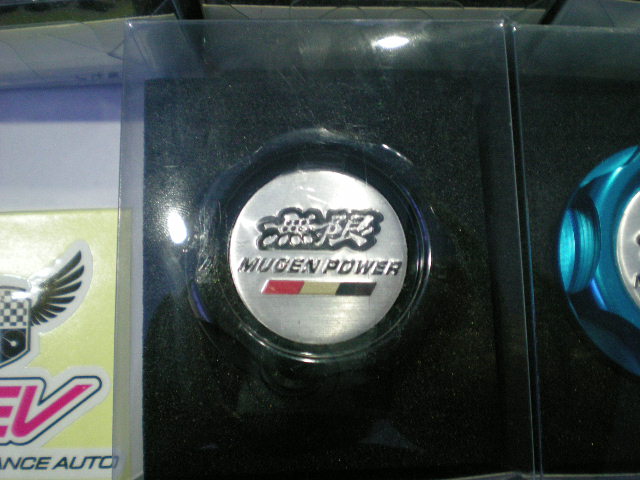 無限
MUGEN POWER
EV
ANCE AUTO